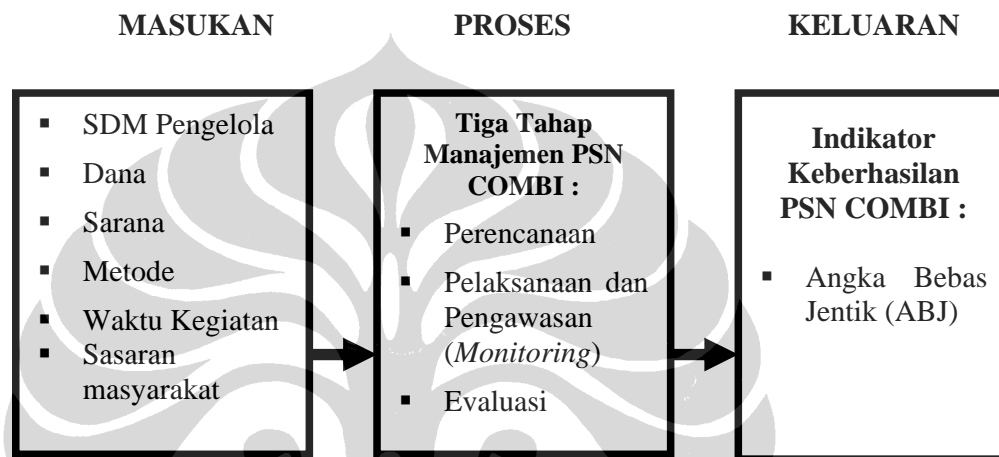 MASUKAN
PROSES
KELUARAN
▪ SDM Pengelola
▪ Dana
▪ Sarana
▪ Metode
▪ Waktu Kegiatan
▪ Sasaran
masyarakat
Tiga Tahap
Manajemen PSN
COMBI :
▪ Perencanaan
▪ Pelaksanaan dan
Pengawasan
(Monitoring)
▪ Evaluasi
Indikator
Keberhasilan
PSN COMBI :
▪ Angka Bebas
Jentik (ABJ)